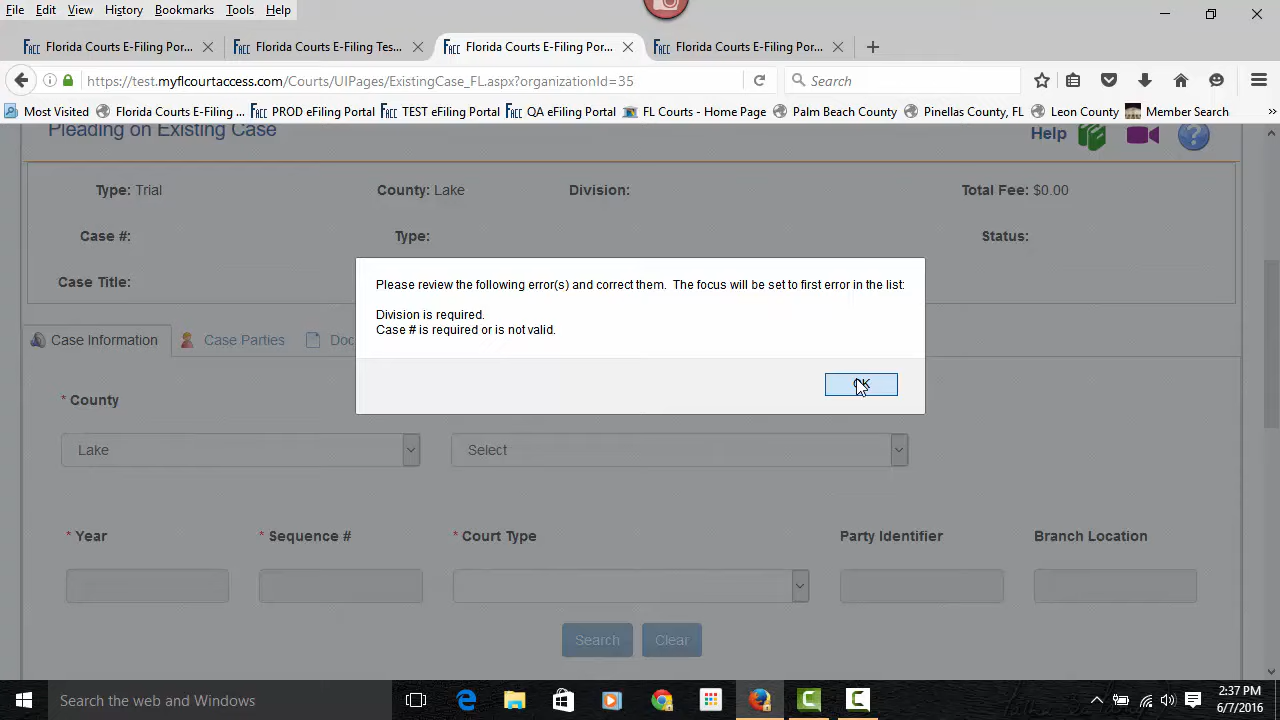 File Edit View History Bookmarks Tools Help
Florida Courts E-Filing Por... × Florida Courts E-Filing Tes... × Florida Courts E-Filing Por... × Florida Courts E-Filing Por... × +
https://test.myflcourtaccess.com/Courts/UIPages/ExistingCase_FL.aspx?organizationId=35 Search
Most Visited Florida Courts E-Filing ... PROD eFiling Portal TEST eFiling Portal QA eFiling Portal FL Courts - Home Page Palm Beach County Pinellas County, FL Leon County Member Search »
Pleading on Existing Case Help
Type: Trial County: Lake Division: Total Fee: $0.00
Case #: Type: Status:
Case Title:
Please review the following error(s) and correct them. The focus will be set to first error in the list:
Division is required.
Case # is required or is not valid.
OK
Case Information Case Parties Doc
* County
Lake Select
* Year * Sequence # * Court Type Party Identifier Branch Location
Search Clear
Search the web and Windows 2:37 PM
6/7/2016